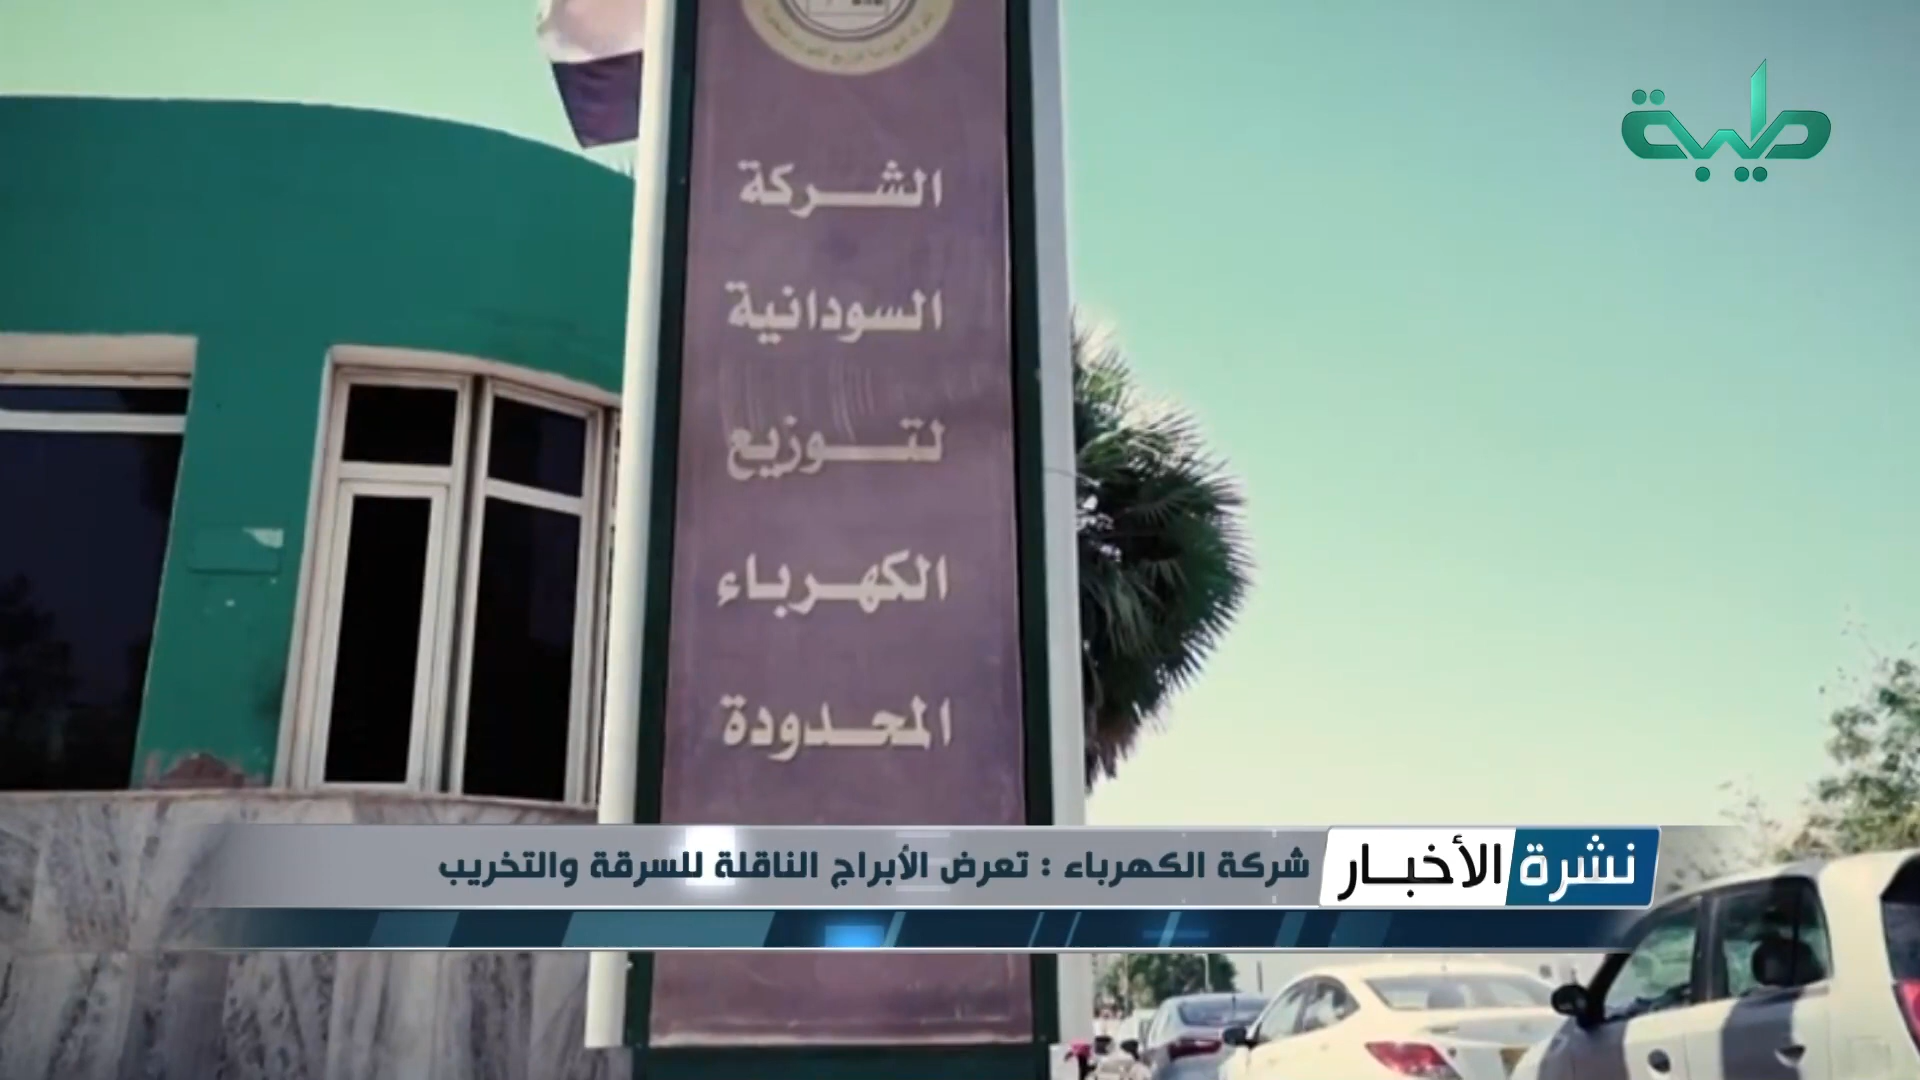 طيبة
الشركة
السودانية
لتوزيع
الكهرباء
المحدودة
نشرة الأخبار
شركة الكهرباء : تعرض الأبراج الناقلة للسرقة والتخريب